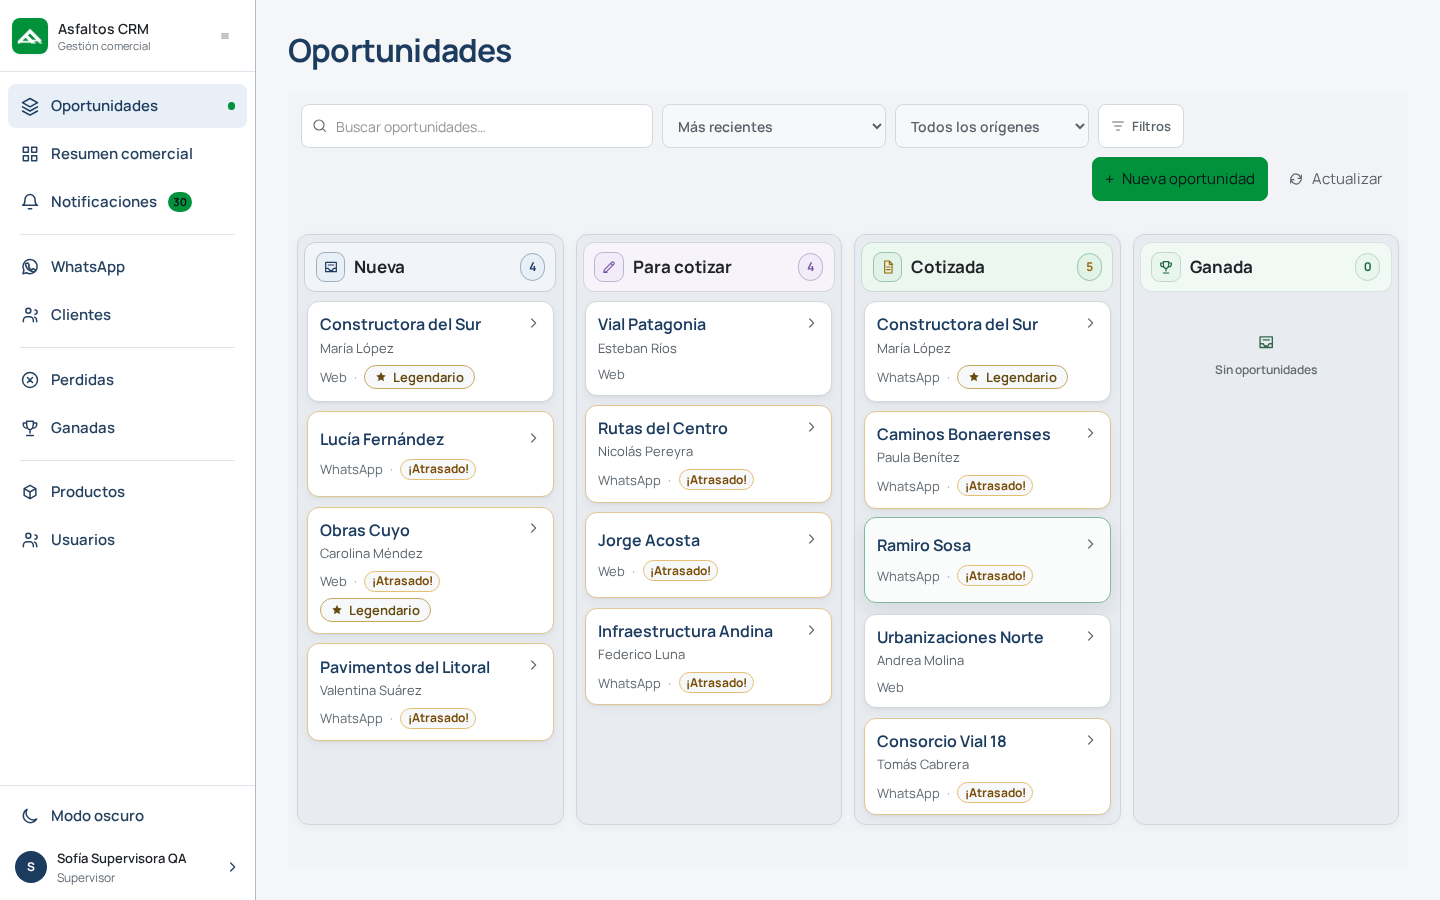 Asfaltos CRM
Gestión comercial
Oportunidades
Resumen comercial
Notificaciones 30
WhatsApp
Clientes
Perdidas
Ganadas
Productos
Usuarios
Modo oscuro
S
Sofía Supervisora QA
Supervisor
Oportunidades
Buscar oportunidades...
Más recientes
Todos los orígenes
Filtros
+ Nueva oportunidad
Actualizar
Nueva 4
Constructora del Sur
María López
Web · Legendario
Lucía Fernández
WhatsApp · ¡Atrasado!
Obras Cuyo
Carolina Méndez
Web · ¡Atrasado!
Legendario
Pavimentos del Litoral
Valentina Suárez
WhatsApp · ¡Atrasado!
Para cotizar 4
Vial Patagonia
Esteban Ríos
Web
Rutas del Centro
Nicolás Pereyra
WhatsApp · ¡Atrasado!
Jorge Acosta
Web · ¡Atrasado!
Infraestructura Andina
Federico Luna
WhatsApp · ¡Atrasado!
Cotizada 5
Constructora del Sur
María López
WhatsApp · Legendario
Caminos Bonaerenses
Paula Benítez
WhatsApp · ¡Atrasado!
Ramiro Sosa
WhatsApp · ¡Atrasado!
Urbanizaciones Norte
Andrea Molina
Web
Consorcio Vial 18
Tomás Cabrera
WhatsApp · ¡Atrasado!
Ganada 0
Sin oportunidades